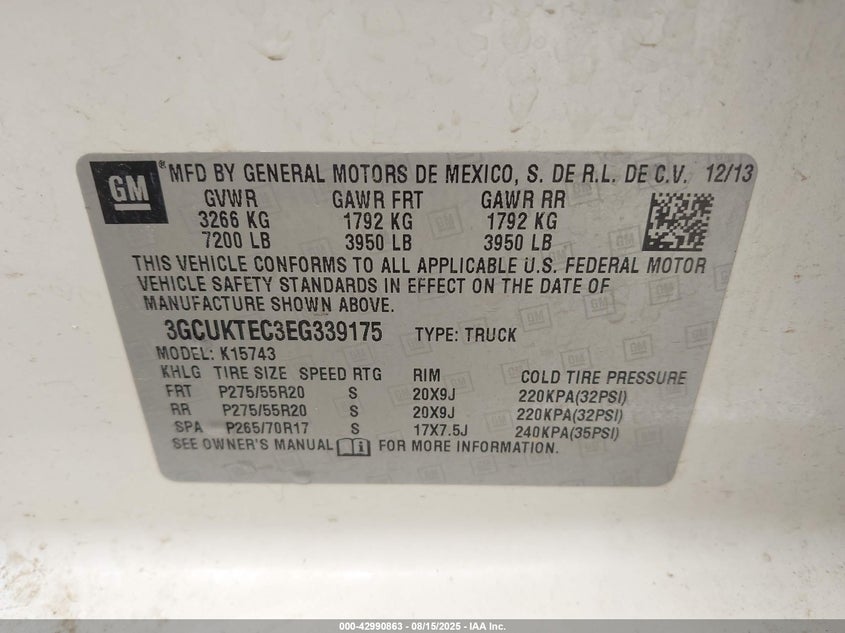 GM ® MFD BY GENERAL MOTORS DE MEXICO, S. DE R.L. DE C.V. 12/13
GVWR GAWR FRT GAWR RR
3266 KG 1792 KG 1792 KG
7200 LB 3950 LB 3950 LB
THIS VEHICLE CONFORMS TO ALL APPLICABLE U.S. FEDERAL MOTOR
VEHICLE SAFETY STANDARDS IN EFFECT ON THE DATE OF
MANUFACTURE SHOWN ABOVE.
3GCUKTEC3EG339175 TYPE: TRUCK
MODEL: K15743
KHLG TIRE SIZE SPEED RTG RIM COLD TIRE PRESSURE
FRT P275/55R20 S 20X9J 220KPA(32PSI)
RR P275/55R20 S 20X9J 220KPA(32PSI)
SPA P265/70R17 S 17X7.5J 240KPA(35PSI)
SEE OWNER'S MANUAL FOR MORE INFORMATION.
000-42990863 - 08/15/2025 - IAA Inc.